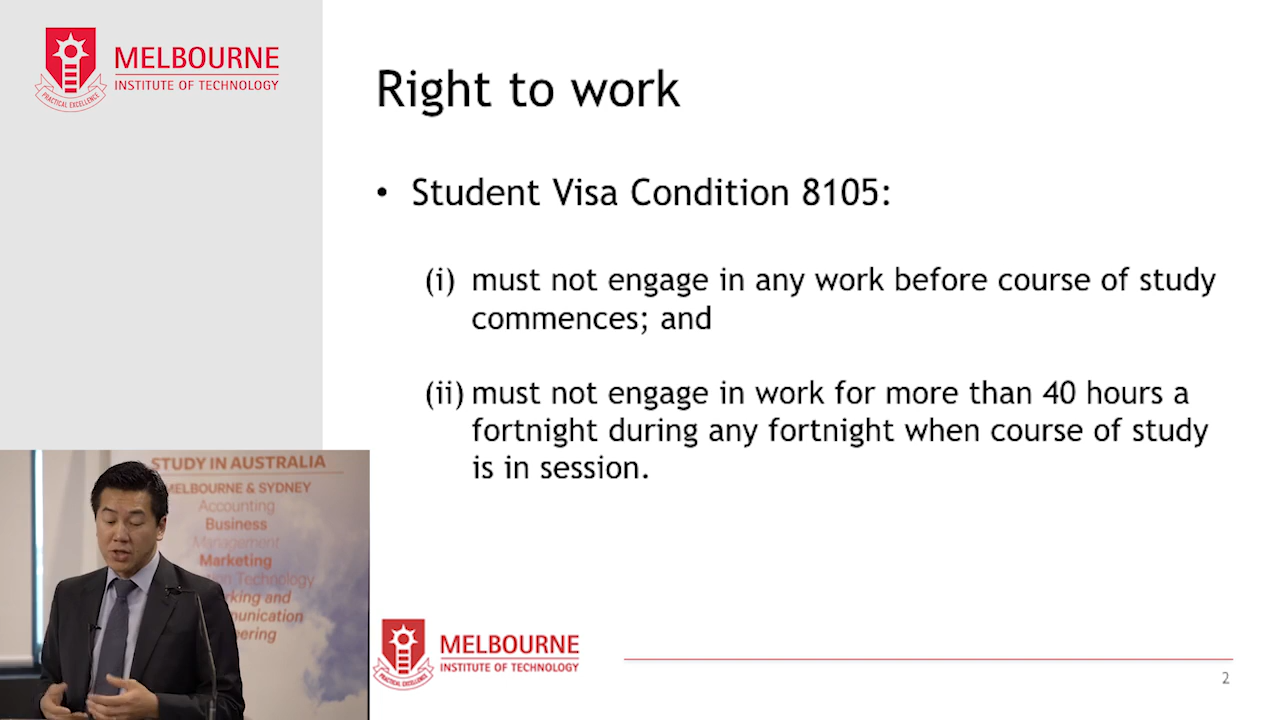 MELBOURNE
INSTITUTE OF TECHNOLOGY
PRACTICAL EXCELLENCE
Right to work
• Student Visa Condition 8105:
(i) must not engage in any work before course of study
commences; and
(ii) must not engage in work for more than 40 hours a
fortnight during any fortnight when course of study
is in session.
STUDY IN AUSTRALIA
MELBOURNE & SYDNEY
Accounting
Business
Management
Marketing
Technology
MELBOURNE
INSTITUTE OF TECHNOLOGY
PRACTICAL EXCELLENCE
2